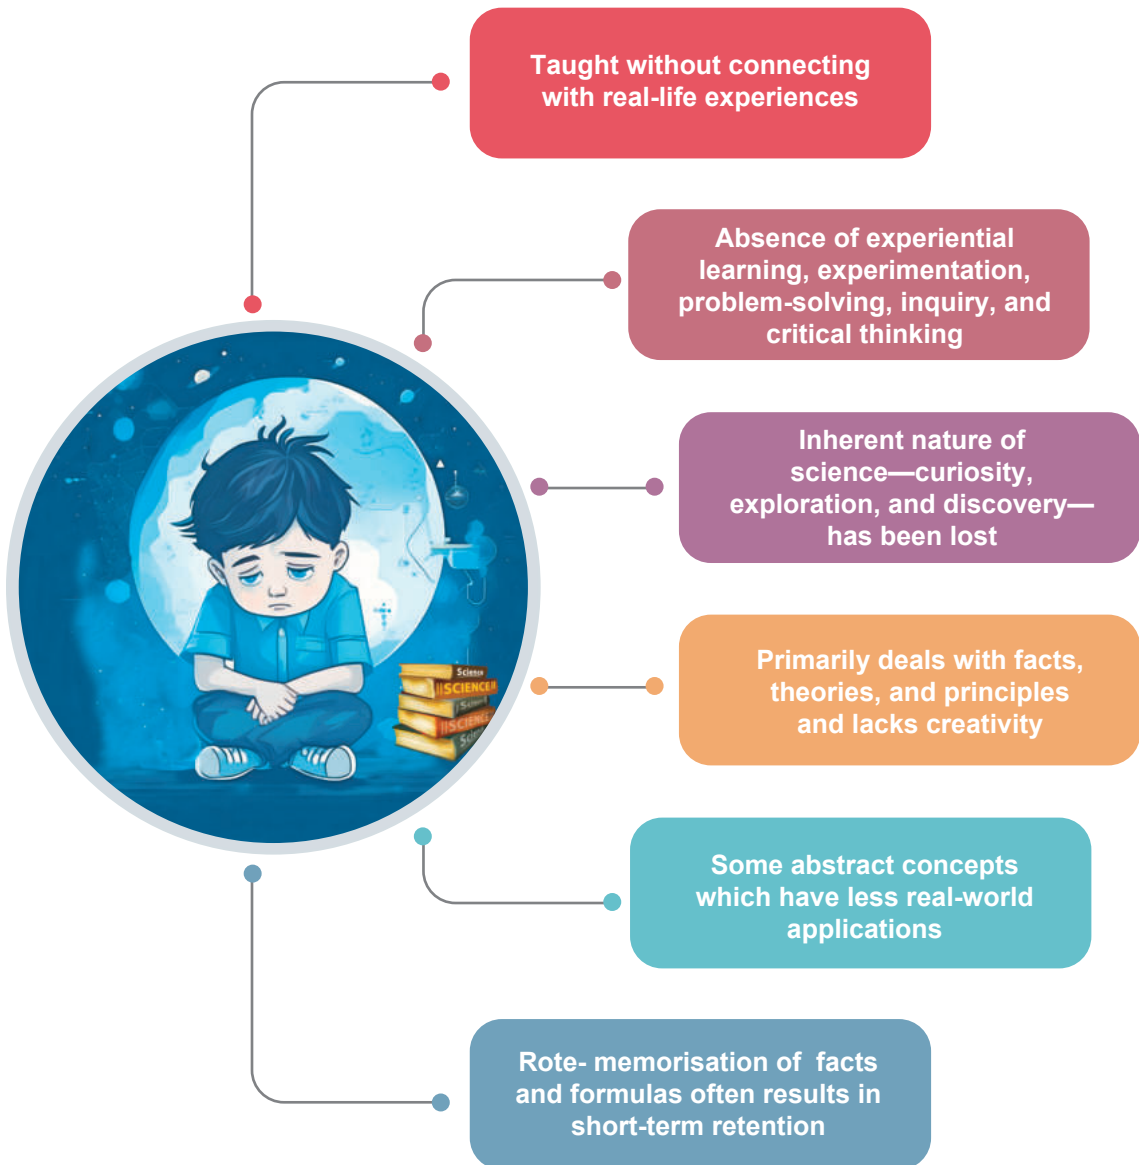 Taught without connecting
with real-life experiences
Absence of experiential
learning, experimentation,
problem-solving, inquiry, and
critical thinking
Inherent nature of
science—curiosity,
exploration, and discovery—
has been lost
Science
SCIENCE
Science
SCIENCE
Primarily deals with facts,
theories, and principles
and lacks creativity
Some abstract concepts
which have less real-world
applications
Rote- memorisation of  facts
and formulas often results in
short-term retention